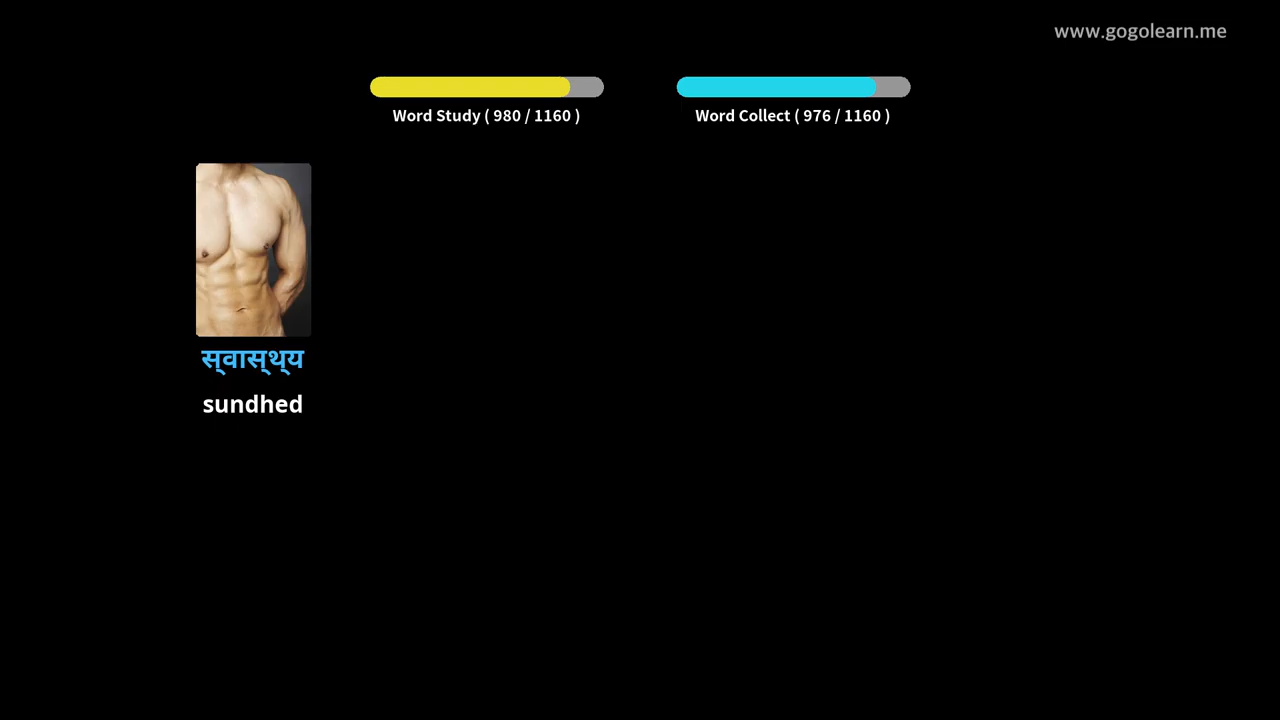 www.gogolearn.me
Word Study ( 980 / 1160 )
Word Collect ( 976 / 1160 )
स्वास्थ्य
sundhed